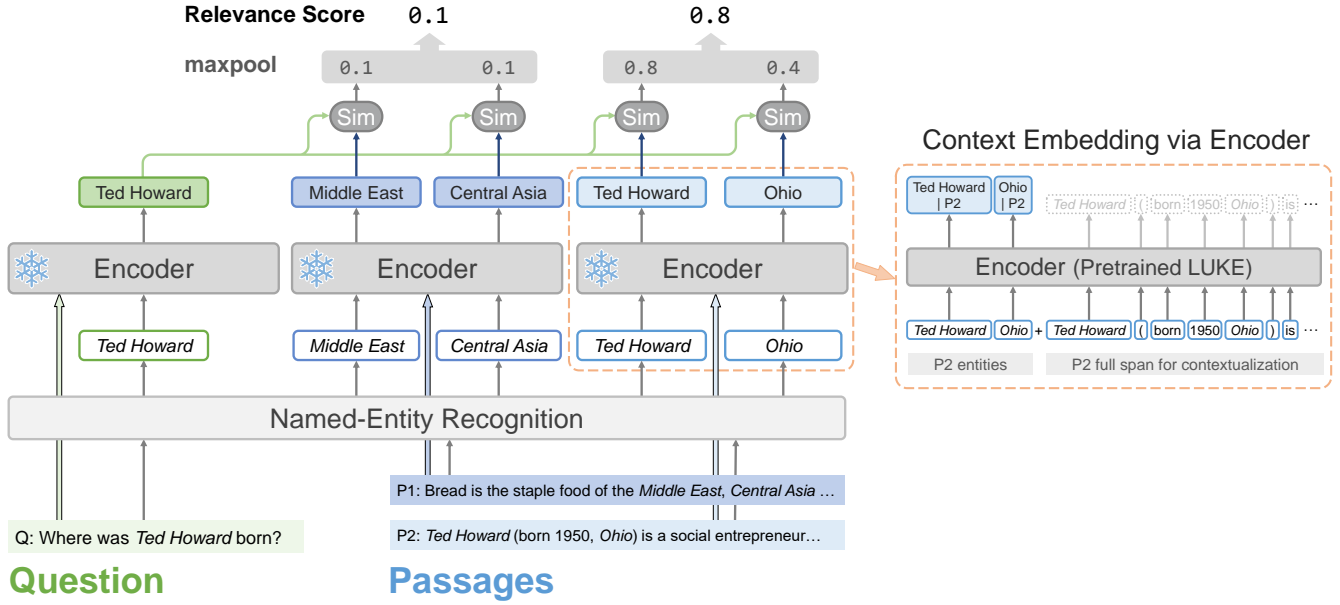 Relevance Score 0.1 0.8
maxpool 0.1 0.1 0.8 0.4
Sim Sim Sim Sim
Ted Howard Middle East Central Asia Ted Howard Ohio
Encoder Encoder Encoder
Ted Howard Middle East Central Asia Ted Howard Ohio
Named-Entity Recognition
P1: Bread is the staple food of the Middle East, Central Asia …
Q: Where was Ted Howard born?
P2: Ted Howard (born 1950, Ohio) is a social entrepreneur…
Question Passages
Context Embedding via Encoder
Ted Howard | P2
Ohio | P2
Ted Howard ( born 1950 Ohio ) is …
Encoder (Pretrained LUKE)
Ted Howard Ohio + Ted Howard ( born 1950 Ohio ) is …
P2 entities P2 full span for contextualization